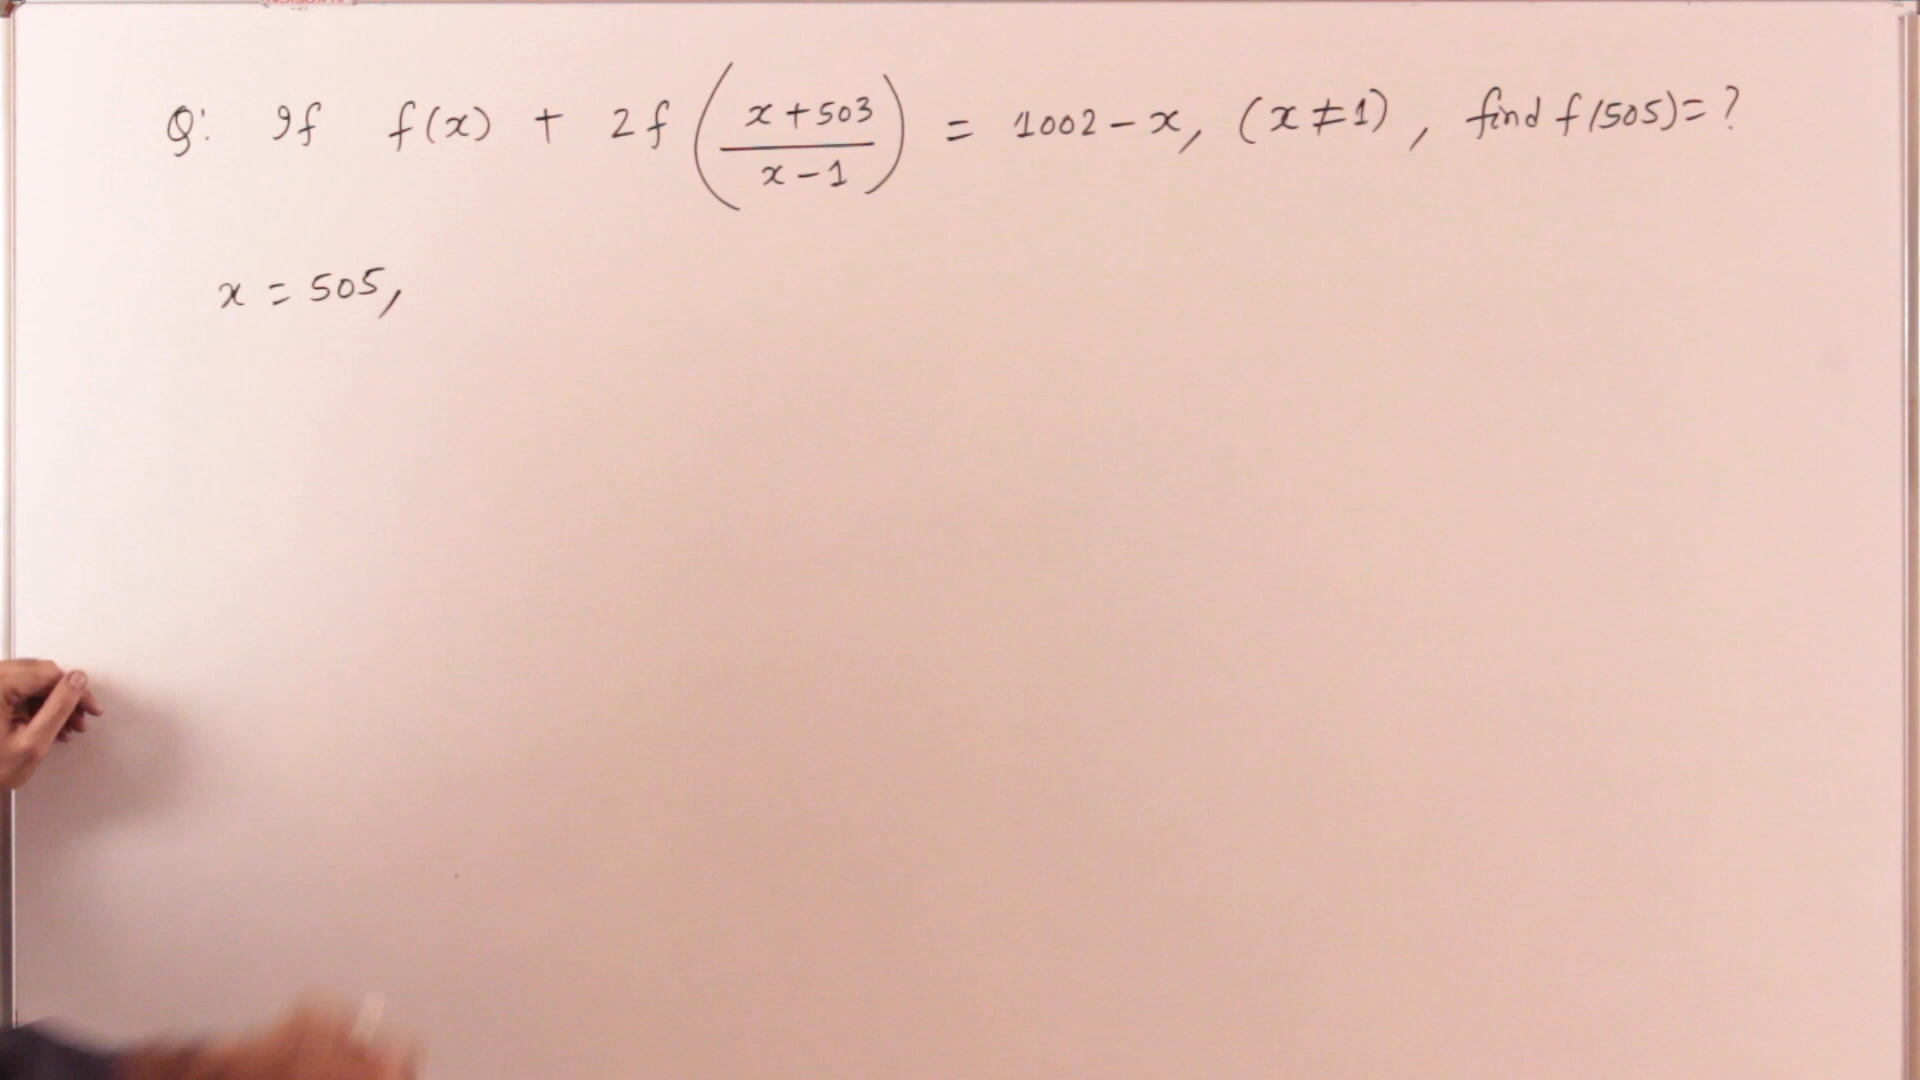 Q: If f(x) + 2f((x+503)/(x-1)) = 1002-x, (x≠1), find f(505)=?
x = 505,